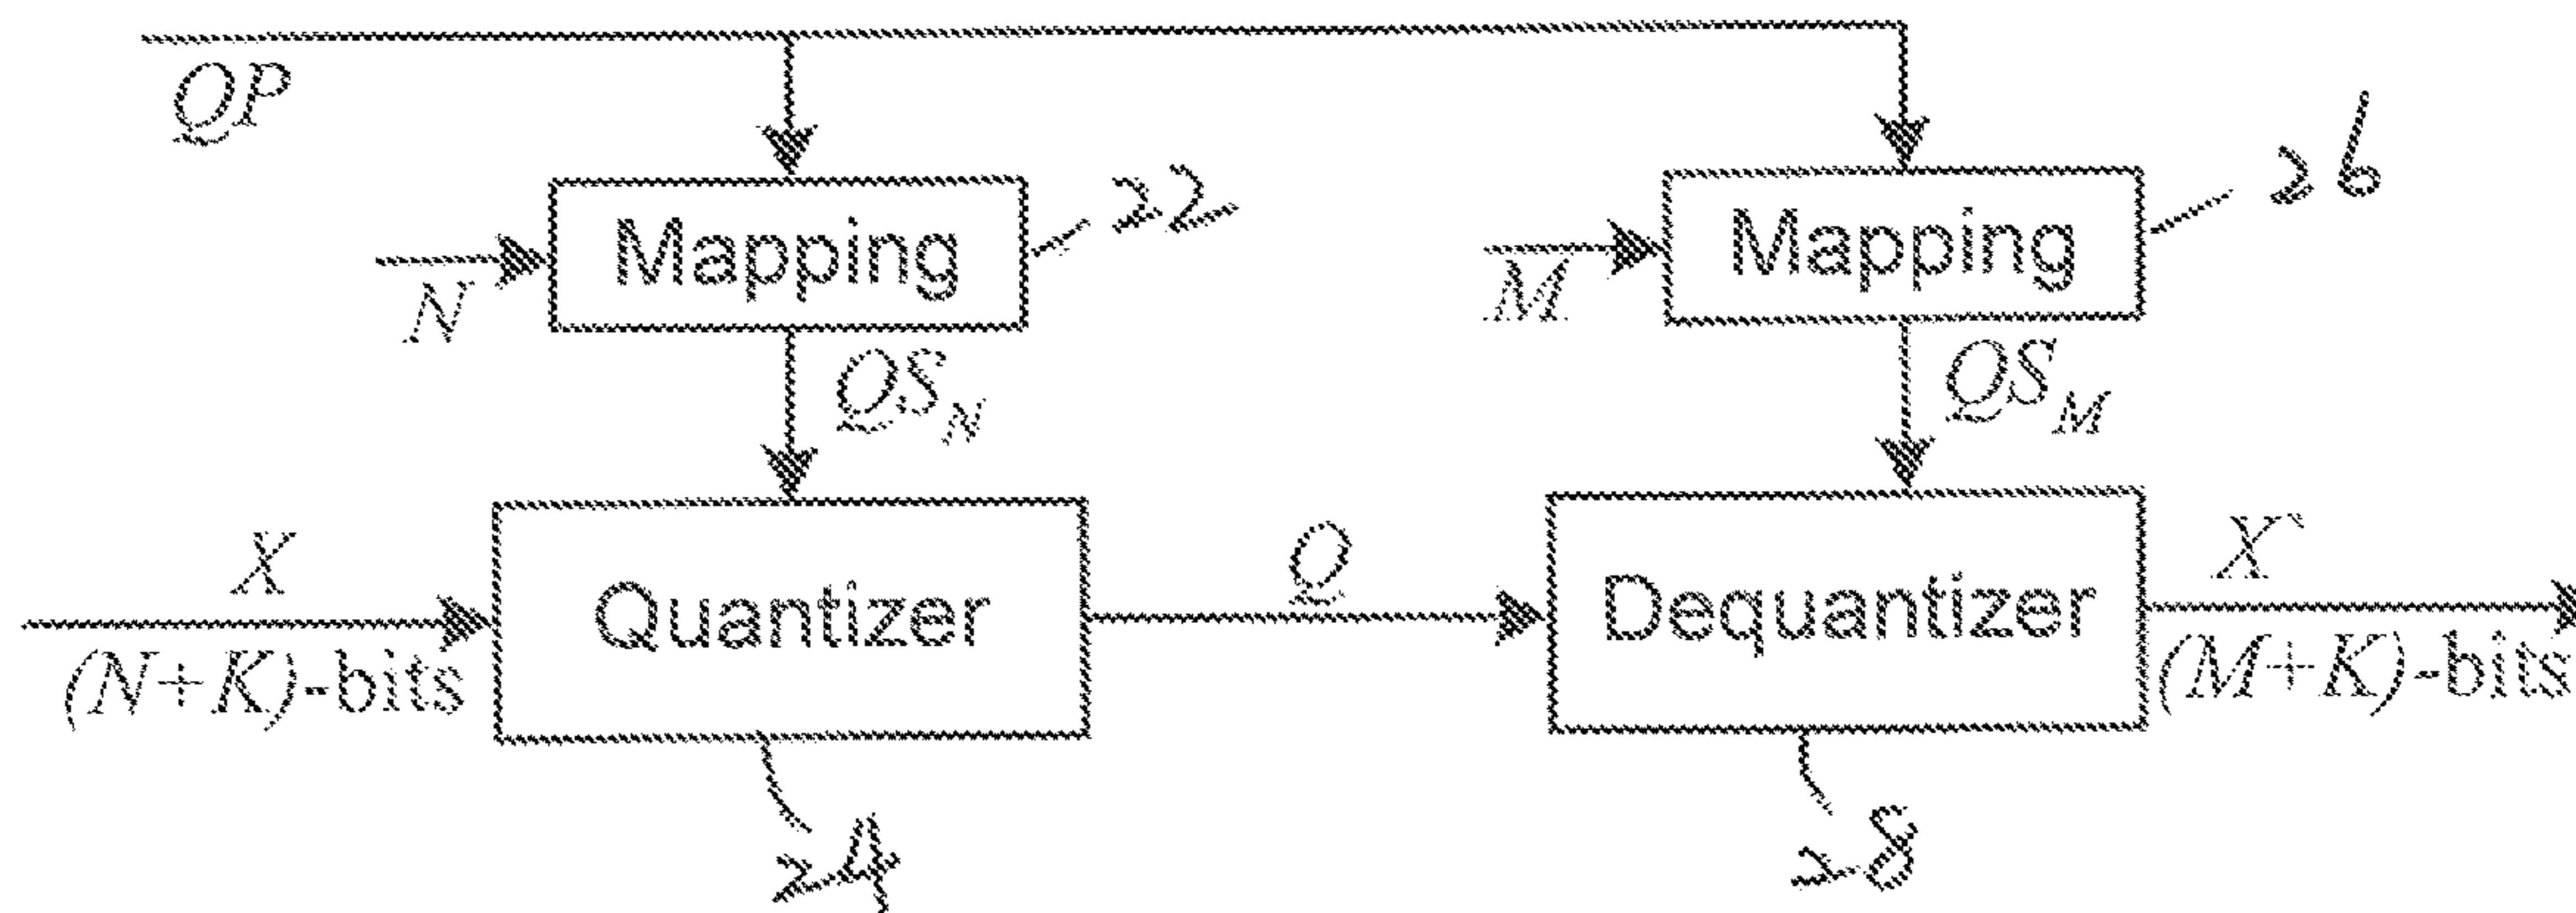 QP
Mapping
22
Mapping
26
N
M
QS_N
QS_M
X
Q
X`
Quantizer
Dequantizer
(N+K)-bits
(M+K)-bits
24
28